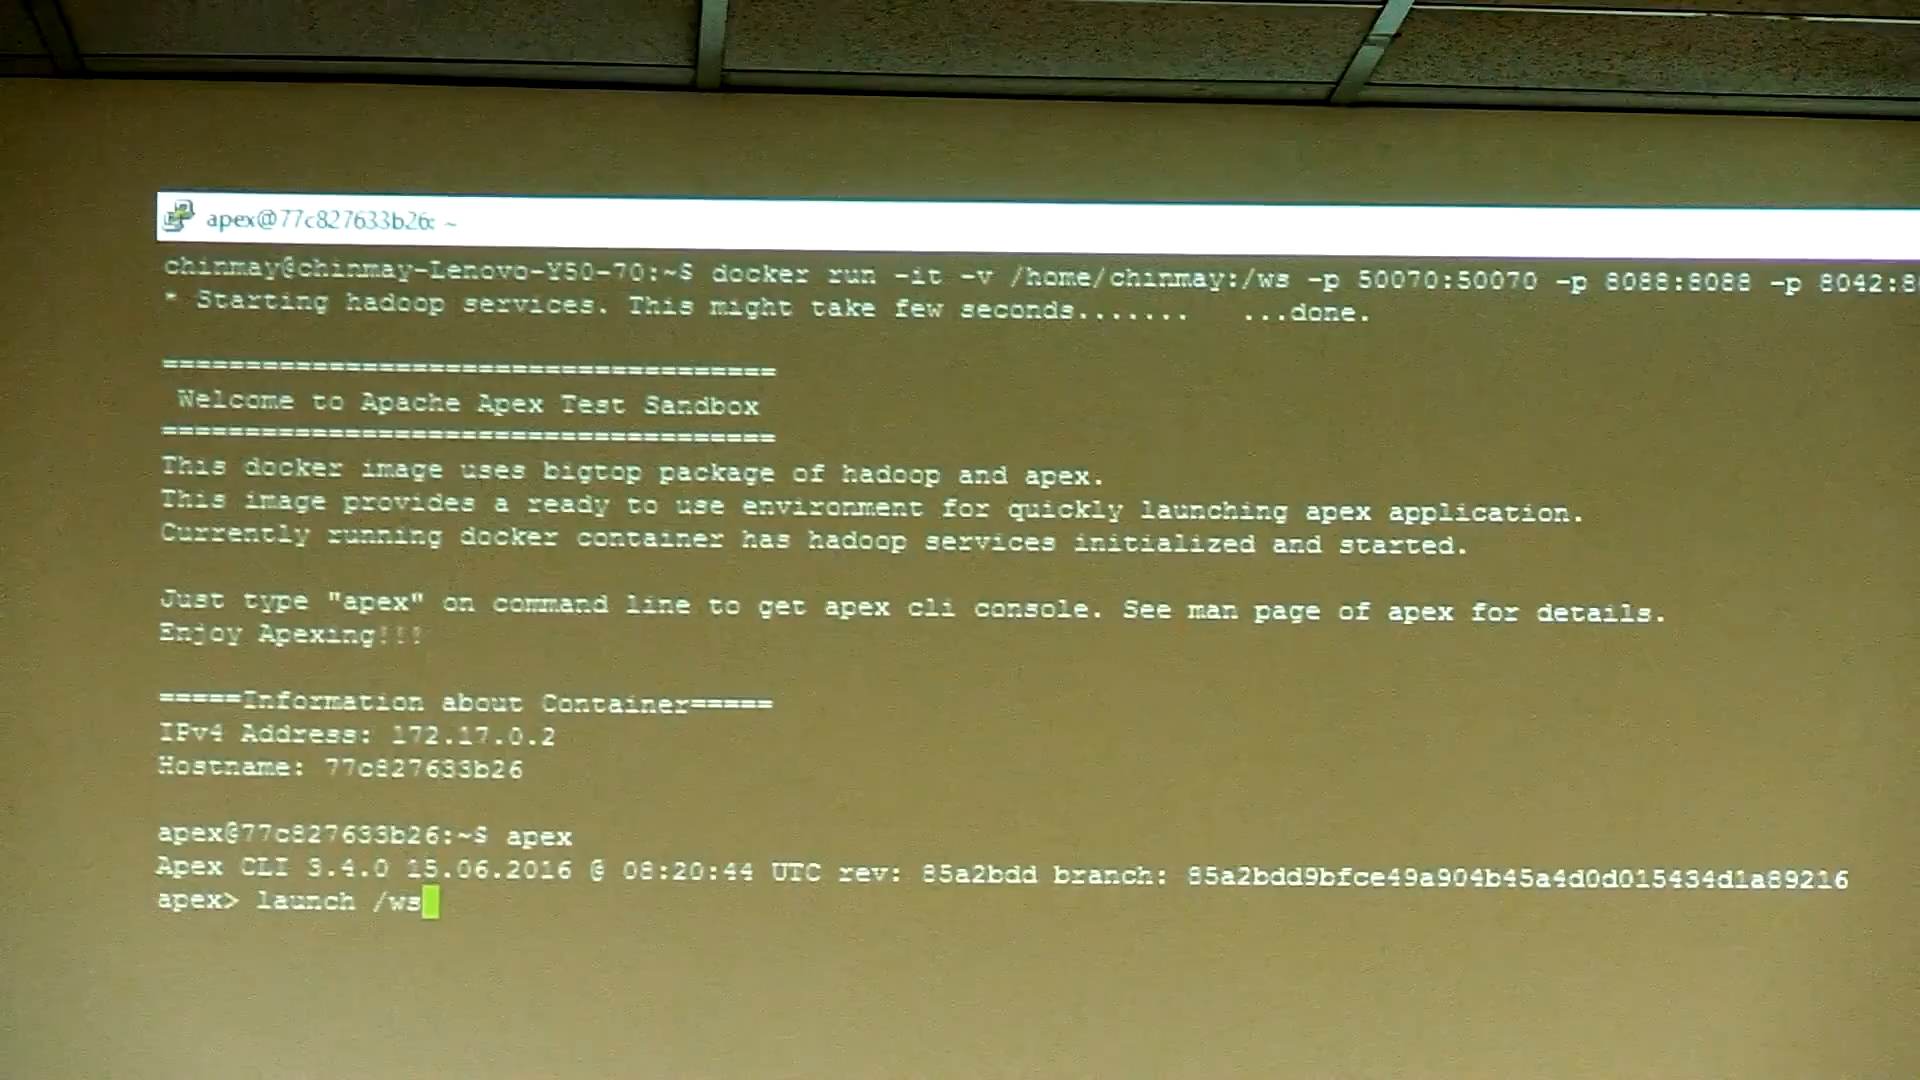 apex@77c827633b26: ~
chinmay@chinmay-Lenovo-Y50-70:~$ docker run -it -v /home/chinmay:/ws -p 50070:50070 -p 8088:8088 -p 8042:8
* Starting hadoop services. This might take few seconds.......   ...done.
=====================================
Welcome to Apache Apex Test Sandbox
=====================================
This docker image uses bigtop package of hadoop and apex.
This image provides a ready to use environment for quickly launching apex application.
Currently running docker container has hadoop services initialized and started.
Just type "apex" on command line to get apex cli console. See man page of apex for details.
Enjoy Apexing!!!
=====Information about Container=====
IPv4 Address: 172.17.0.2
Hostname: 77c827633b26
apex@77c827633b26:~$ apex
Apex CLI 3.4.0 15.06.2016 @ 08:20:44 UTC rev: 85a2bdd branch: 85a2bdd9bfce49a904b45a4d0d015434d1a89216
apex> launch /ws